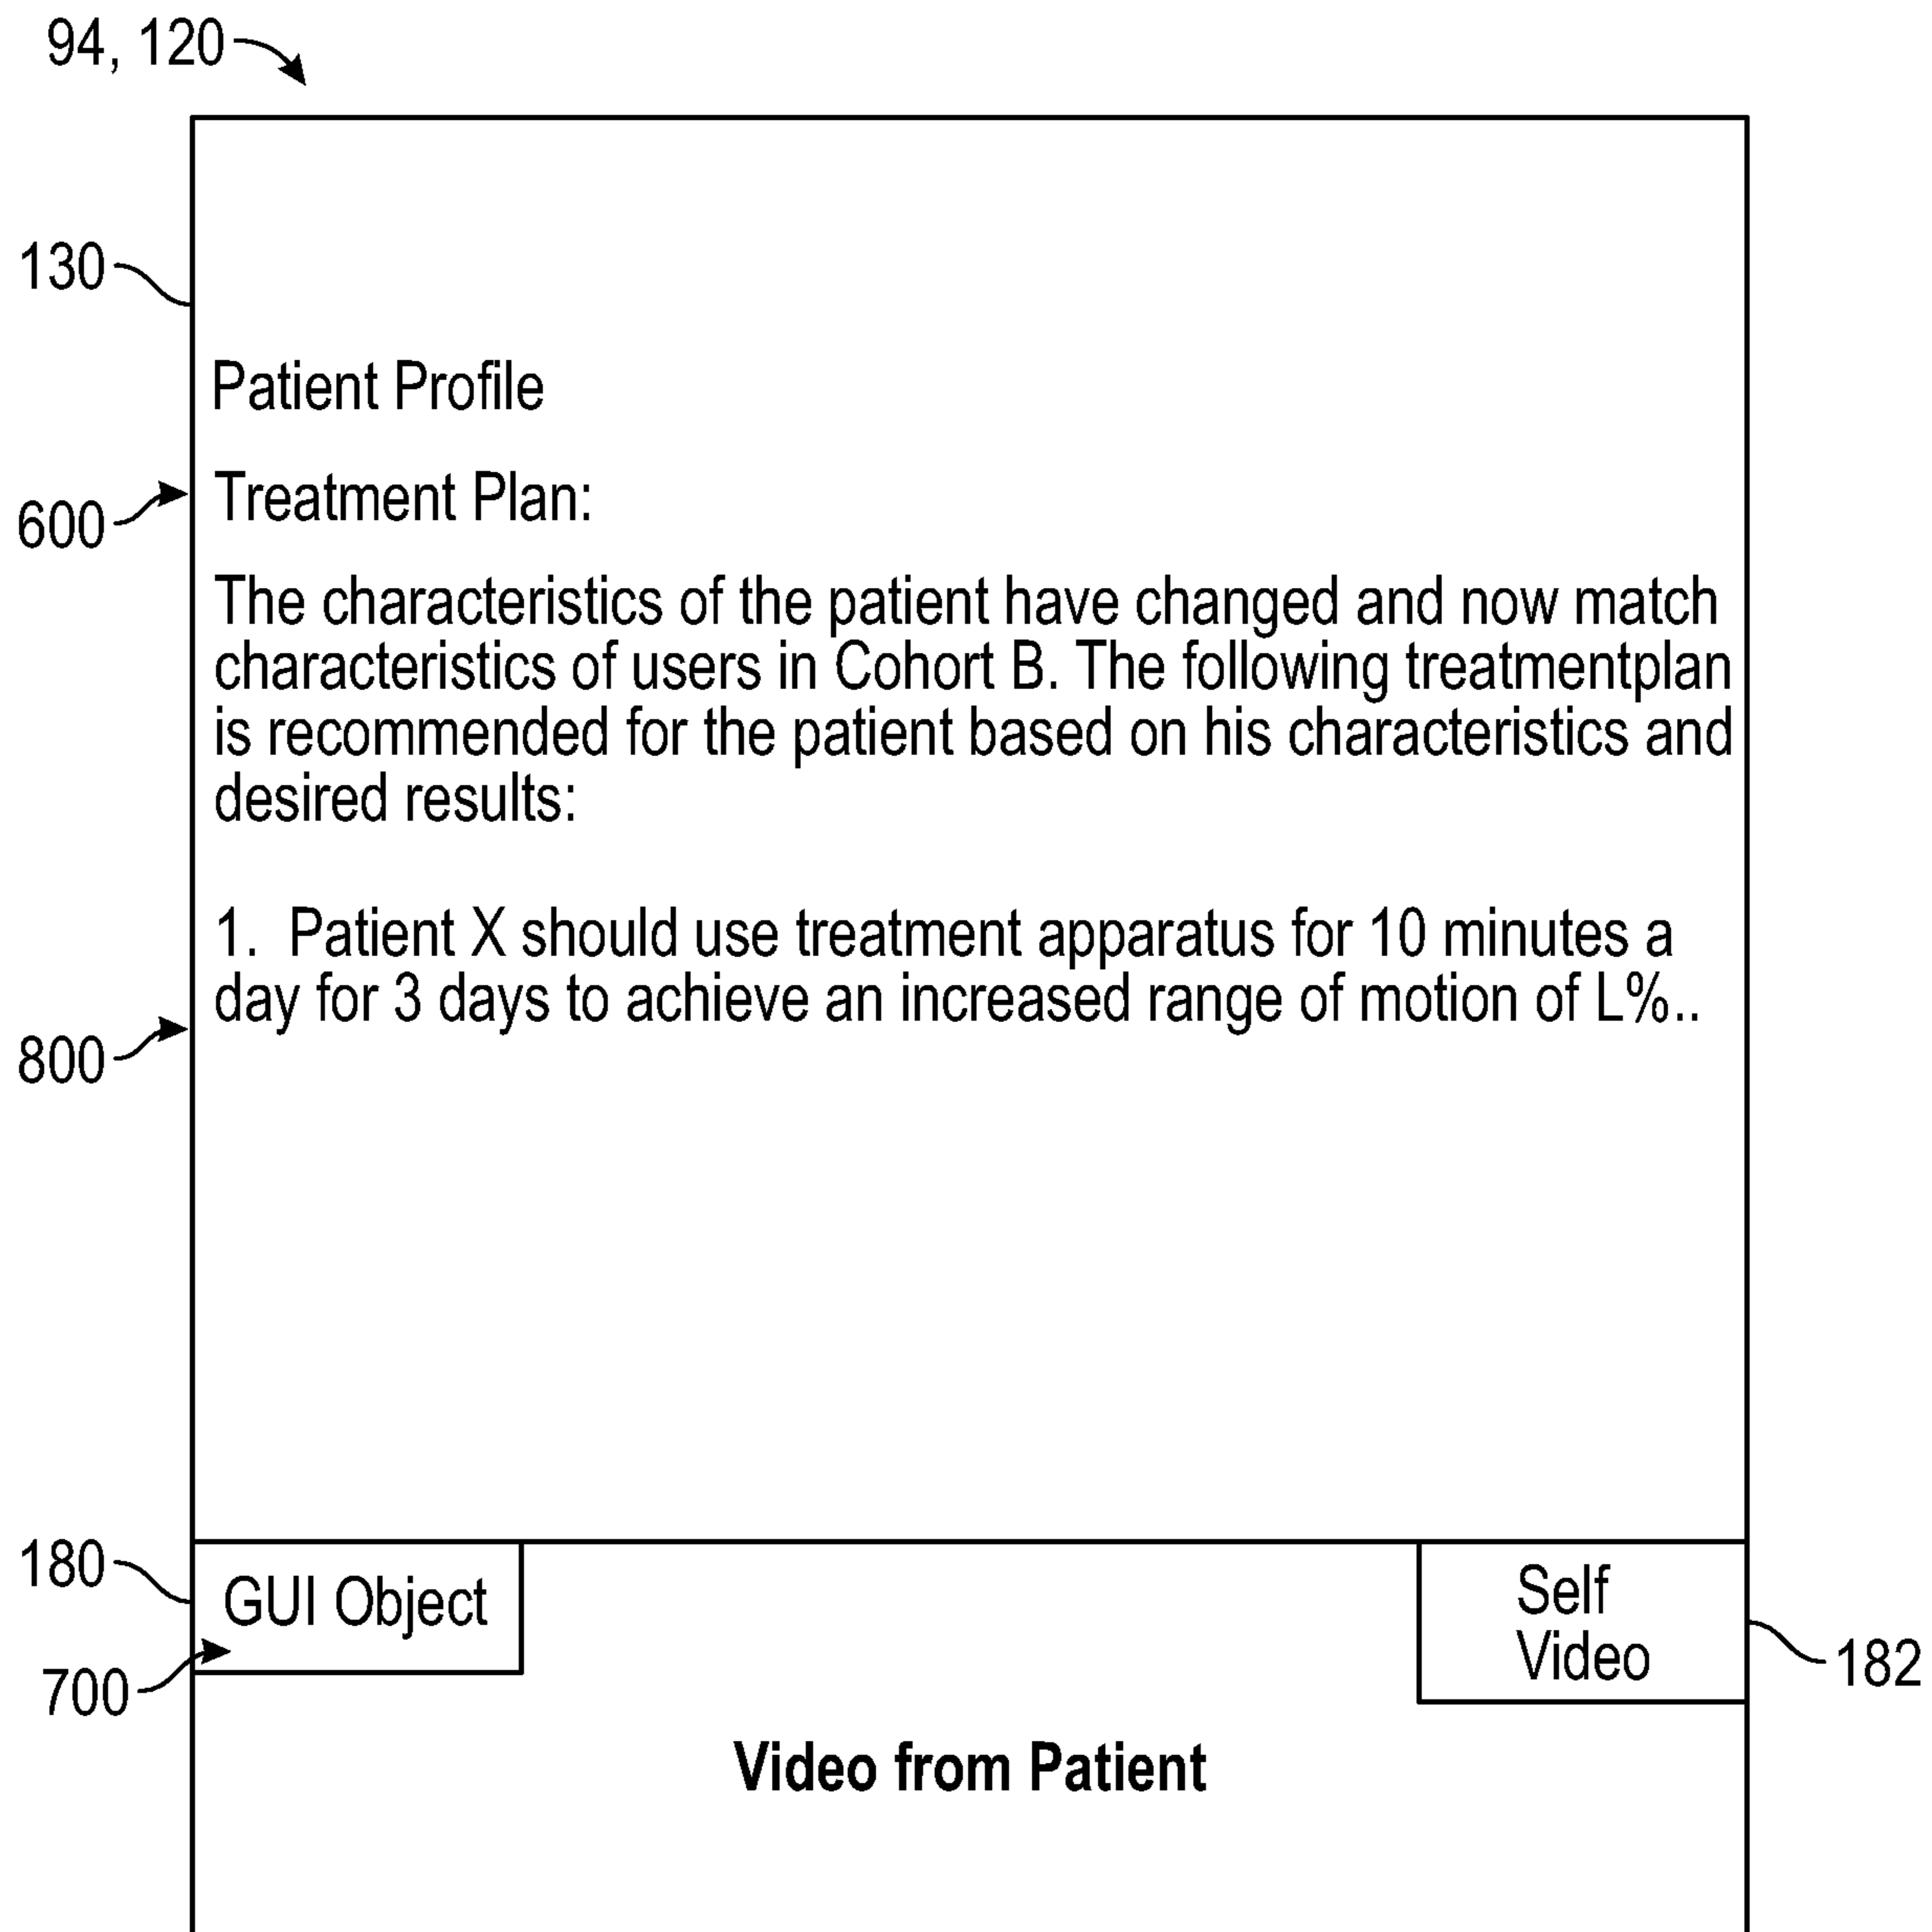 94, 120
130
Patient Profile
600
Treatment Plan:
The characteristics of the patient have changed and now match
characteristics of users in Cohort B. The following treatmentplan
is recommended for the patient based on his characteristics and
desired results:
1. Patient X should use treatment apparatus for 10 minutes a
day for 3 days to achieve an increased range of motion of L%..
800
180
GUI Object
700
Self
Video
182
Video from Patient